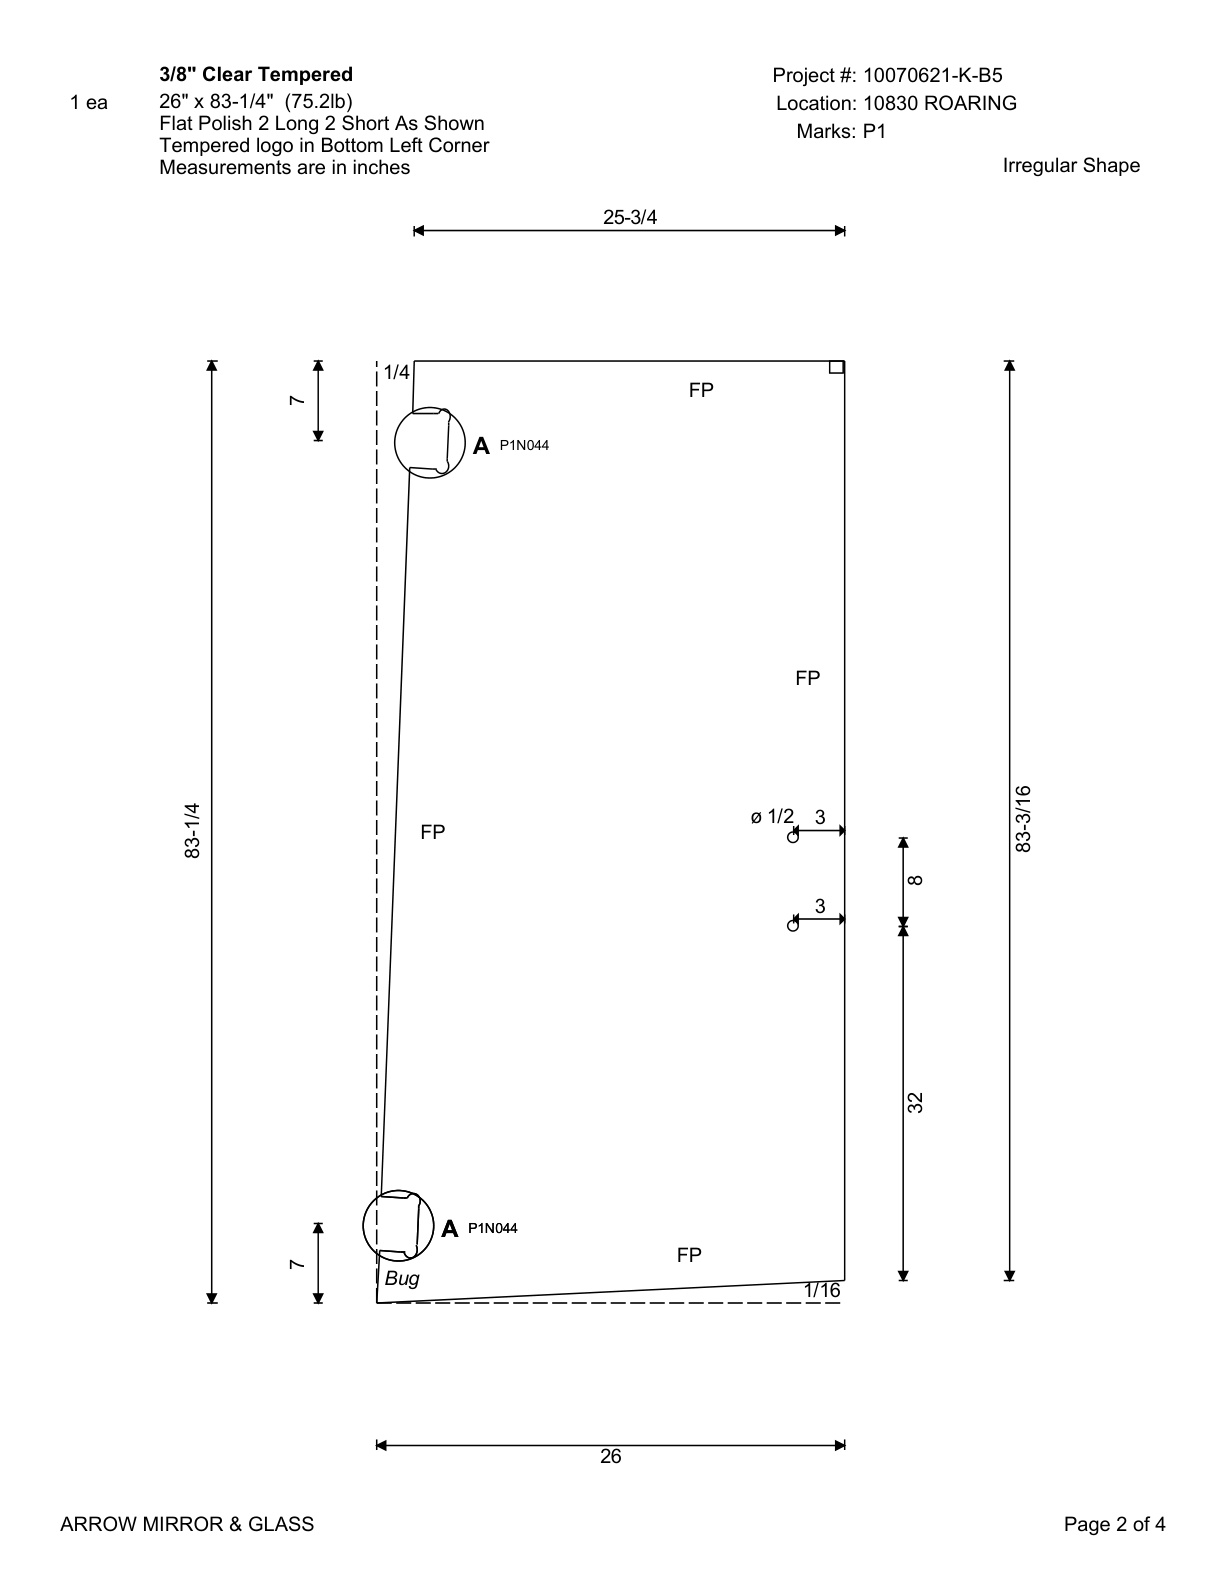 3/8" Clear Tempered
1 ea
26" x 83-1/4" (75.2lb)
Flat Polish 2 Long 2 Short As Shown
Tempered logo in Bottom Left Corner
Measurements are in inches
Project #: 10070621-K-B5
Location: 10830 ROARING
Marks: P1
Irregular Shape
25-3/4
1/4
7
FP
A P1N044
FP
83-1/4
FP
ø 1/2
3
83-3/16
8
3
32
A P1N044
7
Bug
FP
1/16
26
ARROW MIRROR & GLASS
Page 2 of 4